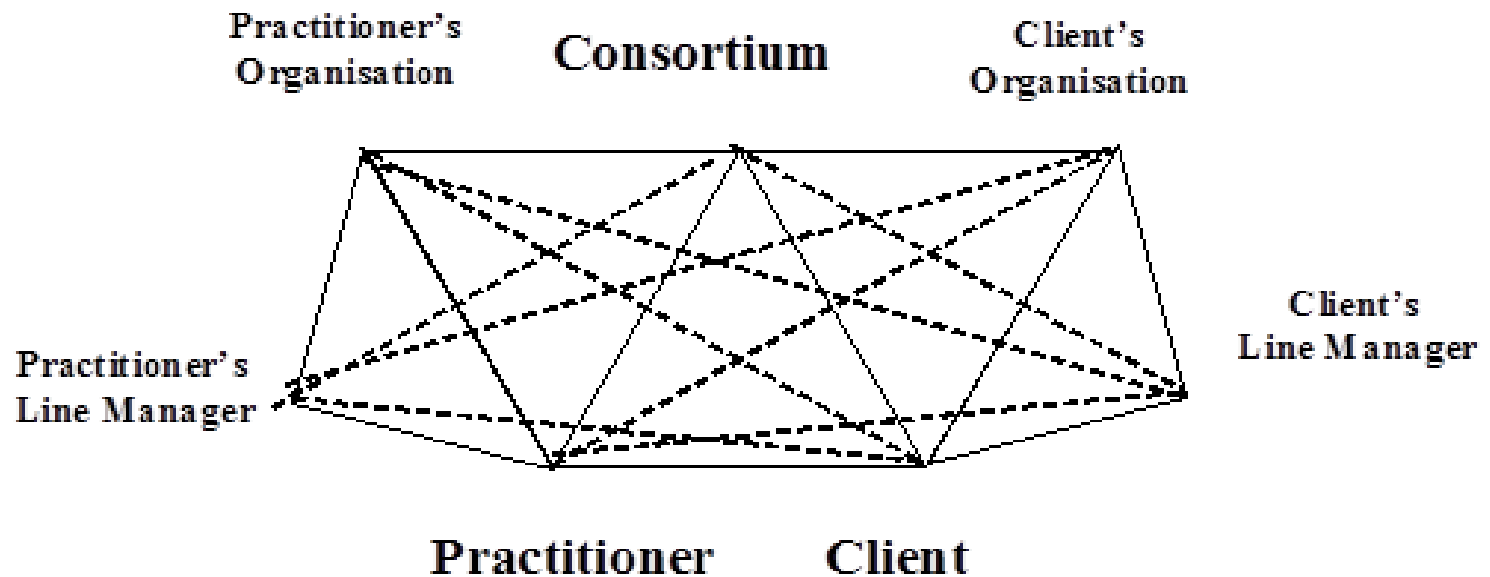 Practitioner's
Organisation
Consortium
Client's
Organisation
Client's
Line Manager
Practitioner's
Line Manager
Practitioner
Client